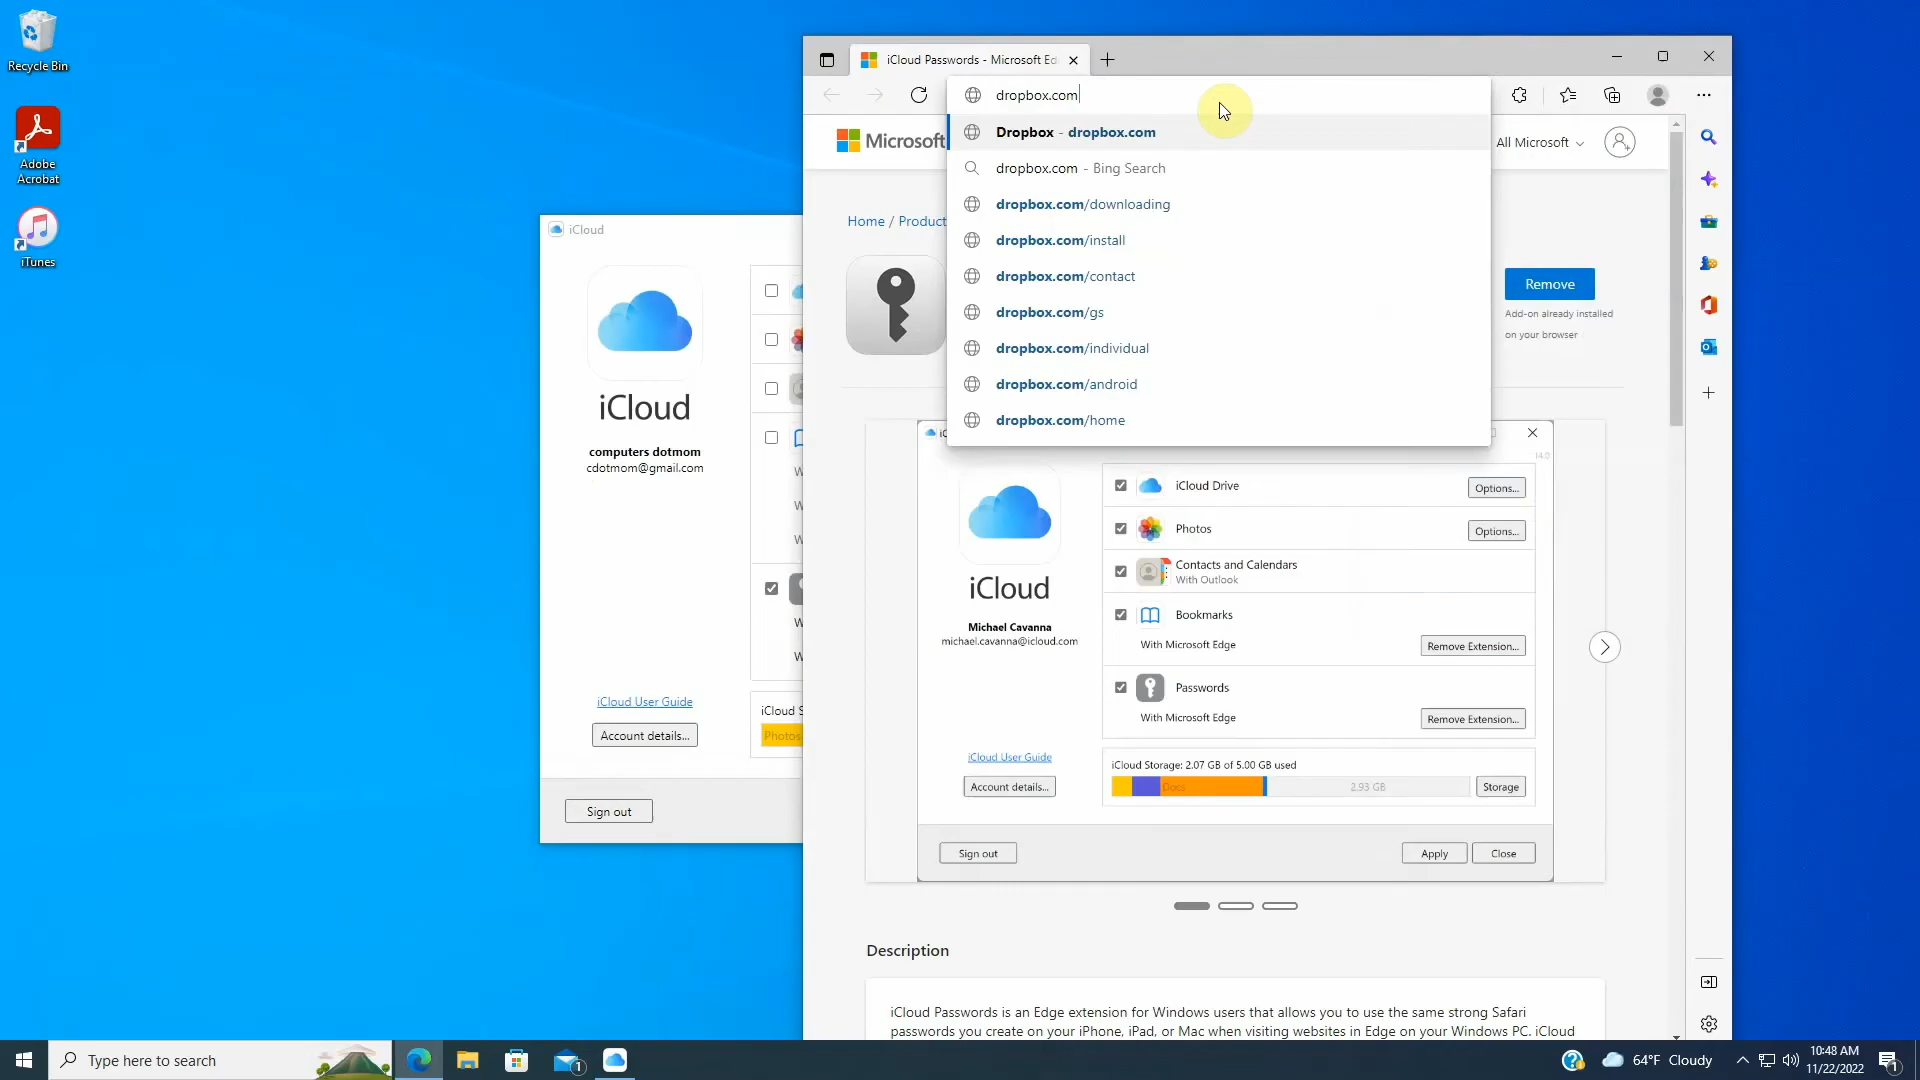 Recycle Bin
Adobe
Acrobat
iTunes
iCloud
iCloud
computers dotmom
cdotmom@gmail.com
iCloud User Guide
Account details...
Sign out
W
W
W
W
W
iCloud S
Photos
iCloud Passwords - Microsoft Ed
dropbox.com
Dropbox - dropbox.com
dropbox.com - Bing Search
dropbox.com/downloading
dropbox.com/install
dropbox.com/contact
dropbox.com/gs
dropbox.com/individual
dropbox.com/android
dropbox.com/home
Microsoft
All Microsoft
Home / Product
Remove
Add-on already installed
on your browser
14.0
iCloud
Michael Cavanna
michael.cavanna@icloud.com
iCloud User Guide
Account details...
iCloud Drive
Options...
Photos
Options...
Contacts and Calendars
With Outlook
Bookmarks
With Microsoft Edge
Remove Extension...
Passwords
With Microsoft Edge
Remove Extension...
iCloud Storage: 2.07 GB of 5.00 GB used
Docs
2.93 GB
Storage
Sign out
Apply
Close
Description
iCloud Passwords is an Edge extension for Windows users that allows you to use the same strong Safari
passwords you create on your iPhone, iPad, or Mac when visiting websites in Edge on your Windows PC. iCloud
Type here to search
1
64°F Cloudy
10:48 AM
11/22/2022
1